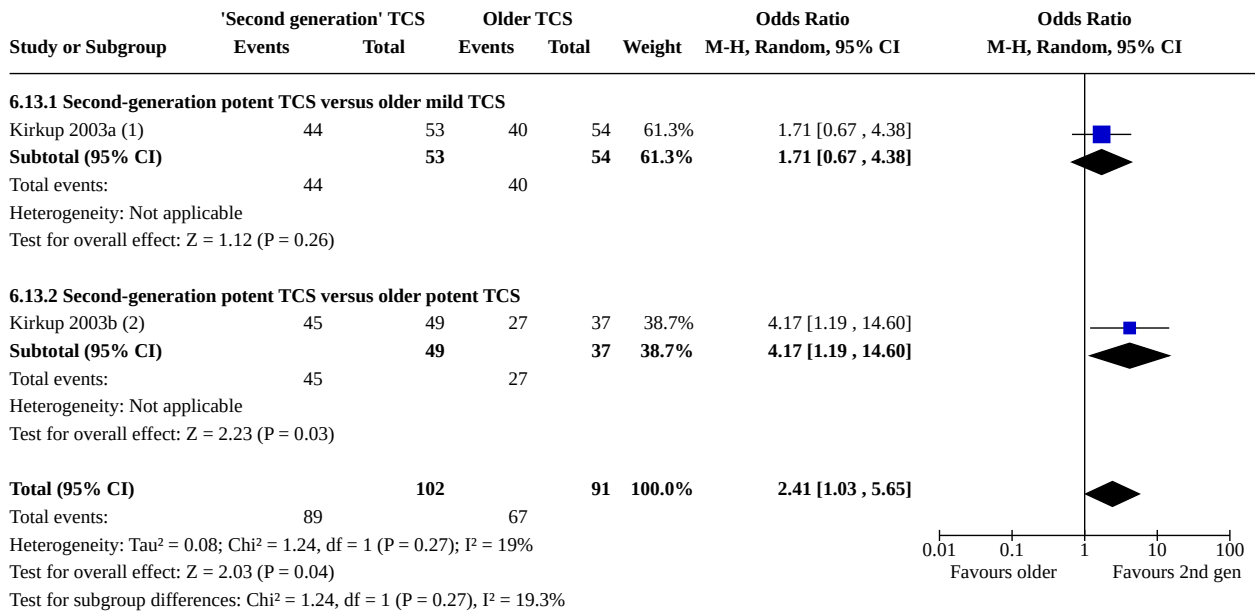 'Second generation' TCS Older TCS Odds Ratio Odds Ratio
Study or Subgroup Events Total Events Total Weight M-H, Random, 95% CI M-H, Random, 95% CI
6.13.1 Second-generation potent TCS versus older mild TCS
Kirkup 2003a (1) 44 53 40 54 61.3% 1.71 [0.67 , 4.38]
Subtotal (95% CI) 53 54 61.3% 1.71 [0.67 , 4.38]
Total events: 44 40
Heterogeneity: Not applicable
Test for overall effect: Z = 1.12 (P = 0.26)
6.13.2 Second-generation potent TCS versus older potent TCS
Kirkup 2003b (2) 45 49 27 37 38.7% 4.17 [1.19 , 14.60]
Subtotal (95% CI) 49 37 38.7% 4.17 [1.19 , 14.60]
Total events: 45 27
Heterogeneity: Not applicable
Test for overall effect: Z = 2.23 (P = 0.03)
Total (95% CI) 102 91 100.0% 2.41 [1.03 , 5.65]
Total events: 89 67
Heterogeneity: Tau² = 0.08; Chi² = 1.24, df = 1 (P = 0.27); I² = 19%
0.01 0.1 1 10 100
Test for overall effect: Z = 2.03 (P = 0.04) Favours older Favours 2nd gen
Test for subgroup differences: Chi² = 1.24, df = 1 (P = 0.27), I² = 19.3%